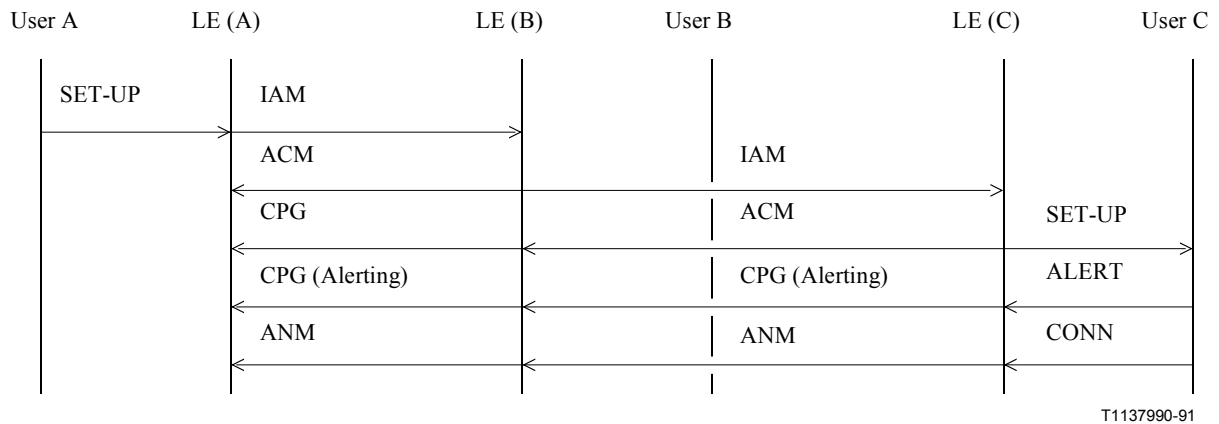 User A LE (A) LE (B) User B LE (C) User C
SET-UP IAM
ACM IAM
CPG ACM SET-UP
CPG (Alerting) CPG (Alerting) ALERT
ANM ANM CONN
T1137990-91